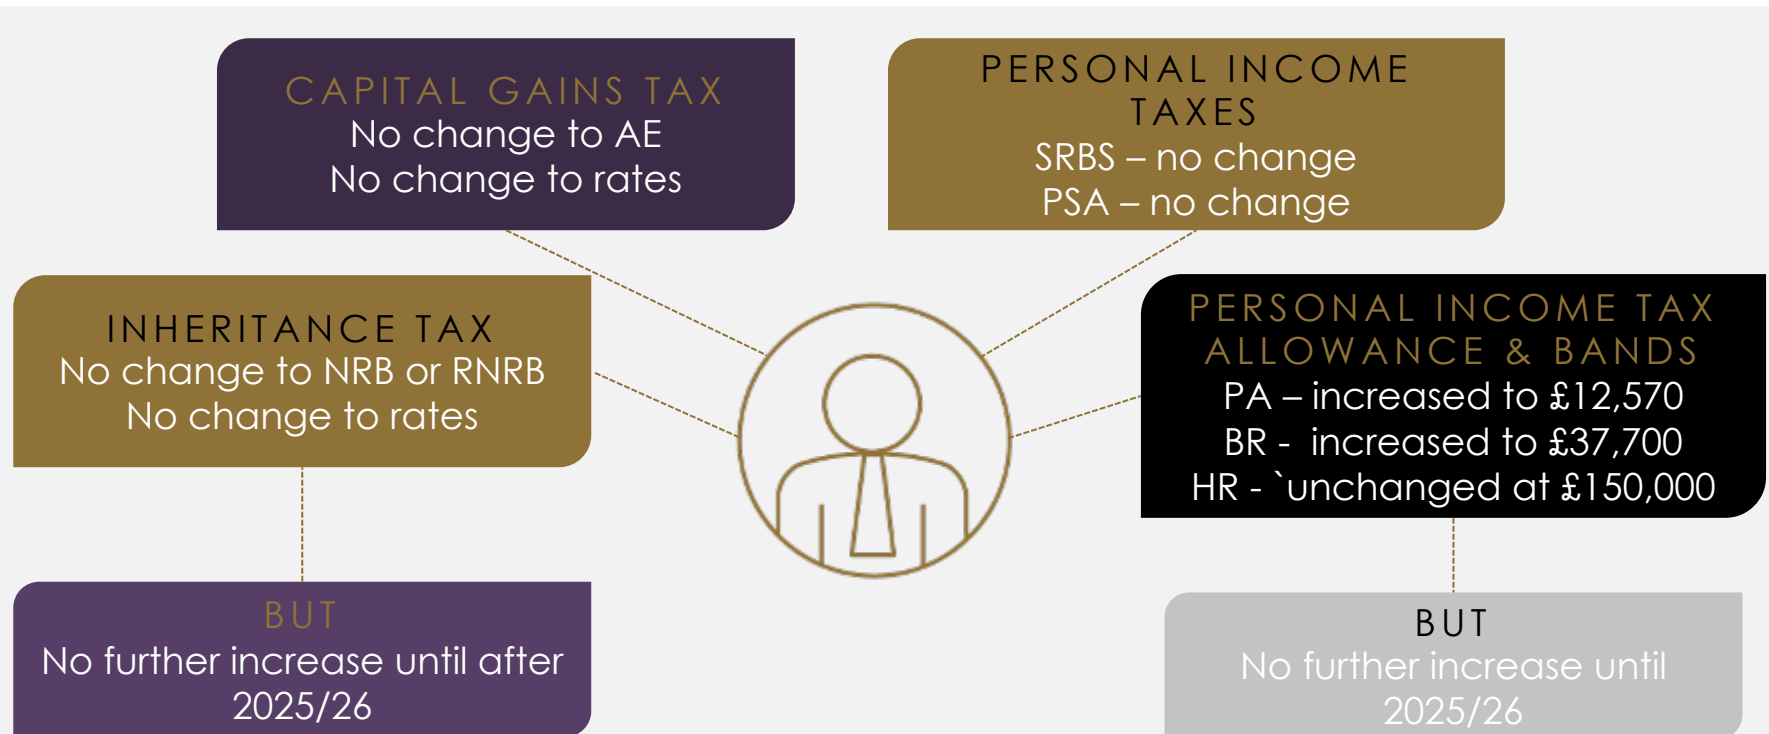 CAPITAL GAINS TAX
No change to AE
No change to rates
PERSONAL INCOME
TAXES
SRBS – no change
PSA – no change
INHERITANCE TAX
No change to NRB or RNRB
No change to rates
PERSONAL INCOME TAX
ALLOWANCE & BANDS
PA – increased to £12,570
BR -  increased to £37,700
HR - `unchanged at £150,000
BUT
No further increase until after
2025/26
BUT
No further increase until
2025/26